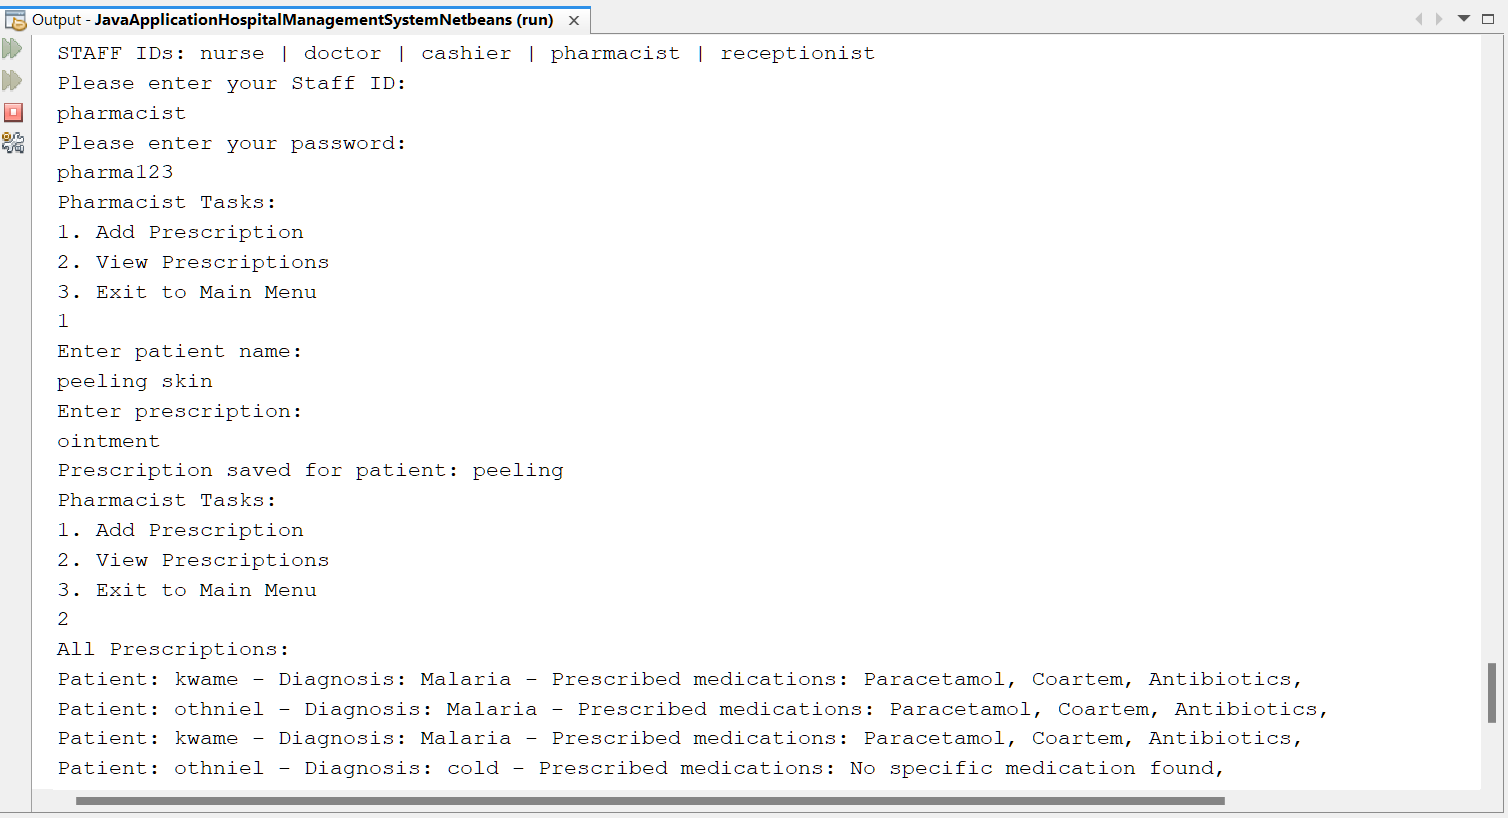 Output - JavaApplicationHospitalManagementSystemNetbeans (run)
STAFF IDs: nurse | doctor | cashier | pharmacist | receptionist
Please enter your Staff ID:
pharmacist
Please enter your password:
pharma123
Pharmacist Tasks:
1. Add Prescription
2. View Prescriptions
3. Exit to Main Menu
1
Enter patient name:
peeling skin
Enter prescription:
ointment
Prescription saved for patient: peeling
Pharmacist Tasks:
1. Add Prescription
2. View Prescriptions
3. Exit to Main Menu
2
All Prescriptions:
Patient: kwame - Diagnosis: Malaria - Prescribed medications: Paracetamol, Coartem, Antibiotics,
Patient: othniel - Diagnosis: Malaria - Prescribed medications: Paracetamol, Coartem, Antibiotics,
Patient: kwame - Diagnosis: Malaria - Prescribed medications: Paracetamol, Coartem, Antibiotics,
Patient: othniel - Diagnosis: cold - Prescribed medications: No specific medication found,